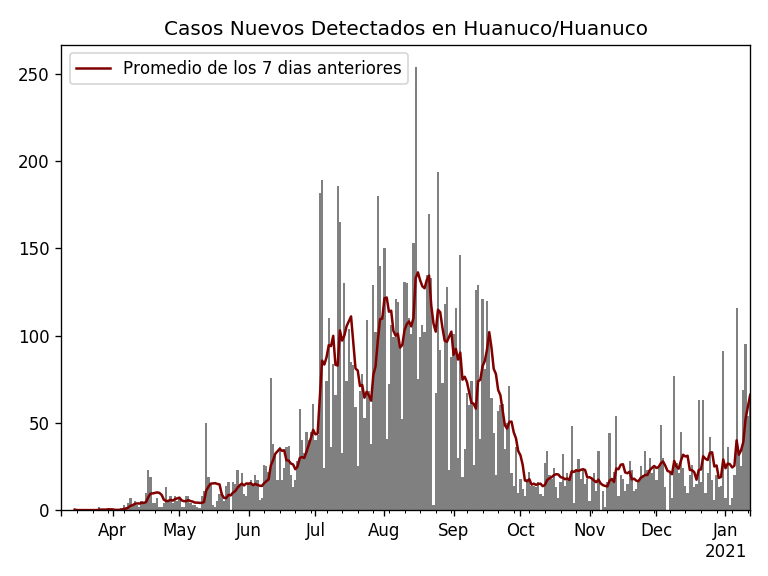 Casos Nuevos Detectados en Huanuco/Huanuco
Promedio de los 7 dias anteriores
250
200
150
100
50
0
Apr May Jun Jul Aug Sep Oct Nov Dec Jan
2021